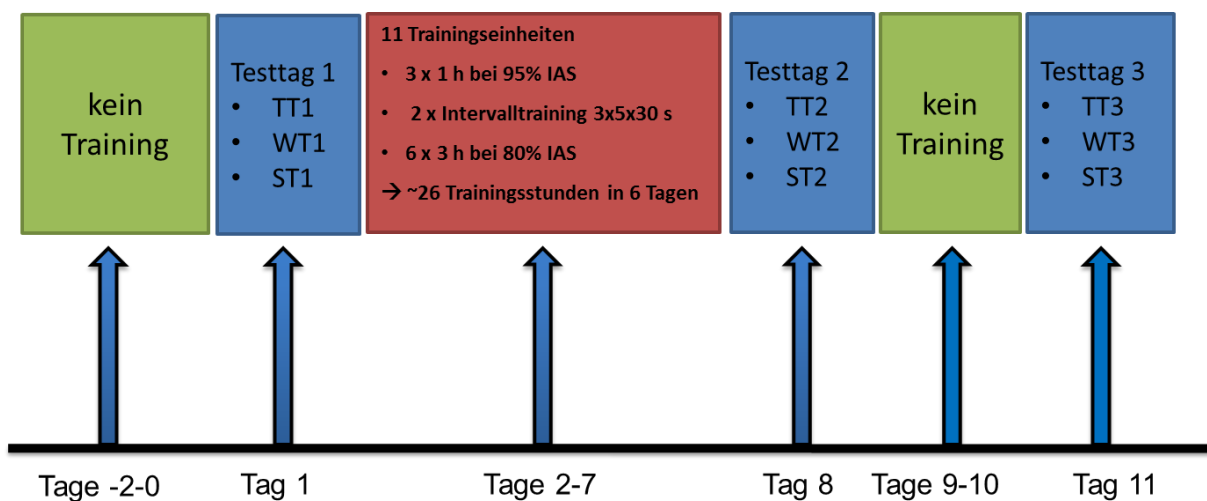 kein
Training
Testtag 1
• TT1
• WT1
• ST1
11 Trainingseinheiten
• 3 x 1 h bei 95% IAS
• 2 x Intervalltraining 3x5x30 s
• 6 x 3 h bei 80% IAS
→ ~26 Trainingsstunden in 6 Tagen
Testtag 2
• TT2
• WT2
• ST2
kein
Training
Testtag 3
• TT3
• WT3
• ST3
Tage -2-0
Tag 1
Tage 2-7
Tag 8
Tage 9-10
Tag 11